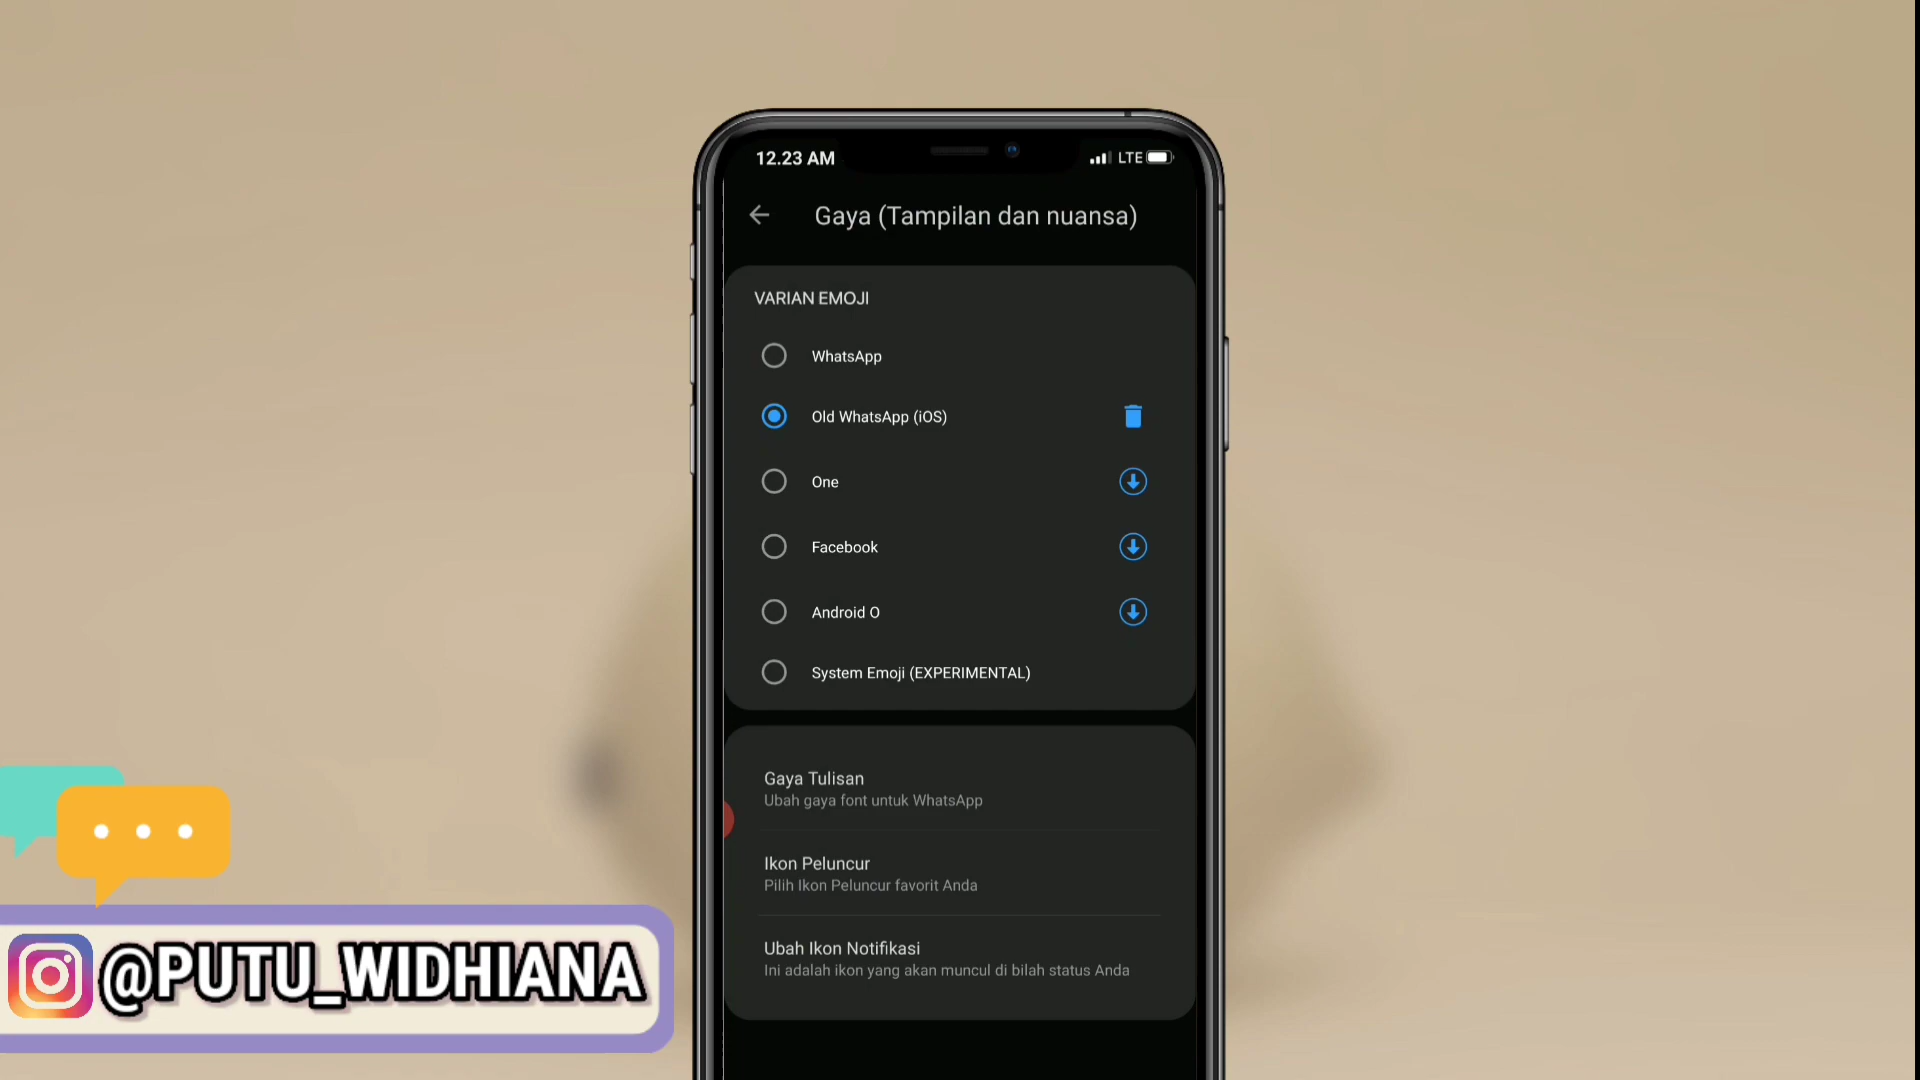 12.23 AM
LTE
Gaya (Tampilan dan nuansa)
VARIAN EMOJI
WhatsApp
Old WhatsApp (iOS)
One
Facebook
Android O
System Emoji (EXPERIMENTAL)
Gaya Tulisan
Ubah gaya font untuk WhatsApp
Ikon Peluncur
Pilih Ikon Peluncur favorit Anda
Ubah Ikon Notifikasi
Ini adalah ikon yang akan muncul di bilah status Anda
@PUTU_WIDHIANA